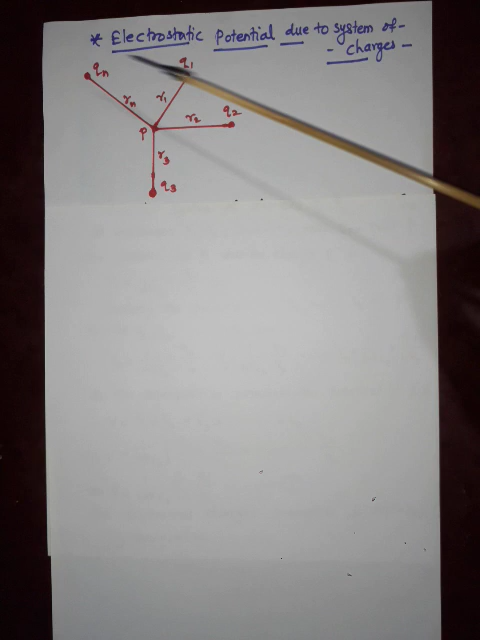 * Electrostatic Potential due to system of-
- Charges -
qn
q1
rn
r1
r2
q2
P
r3
q3